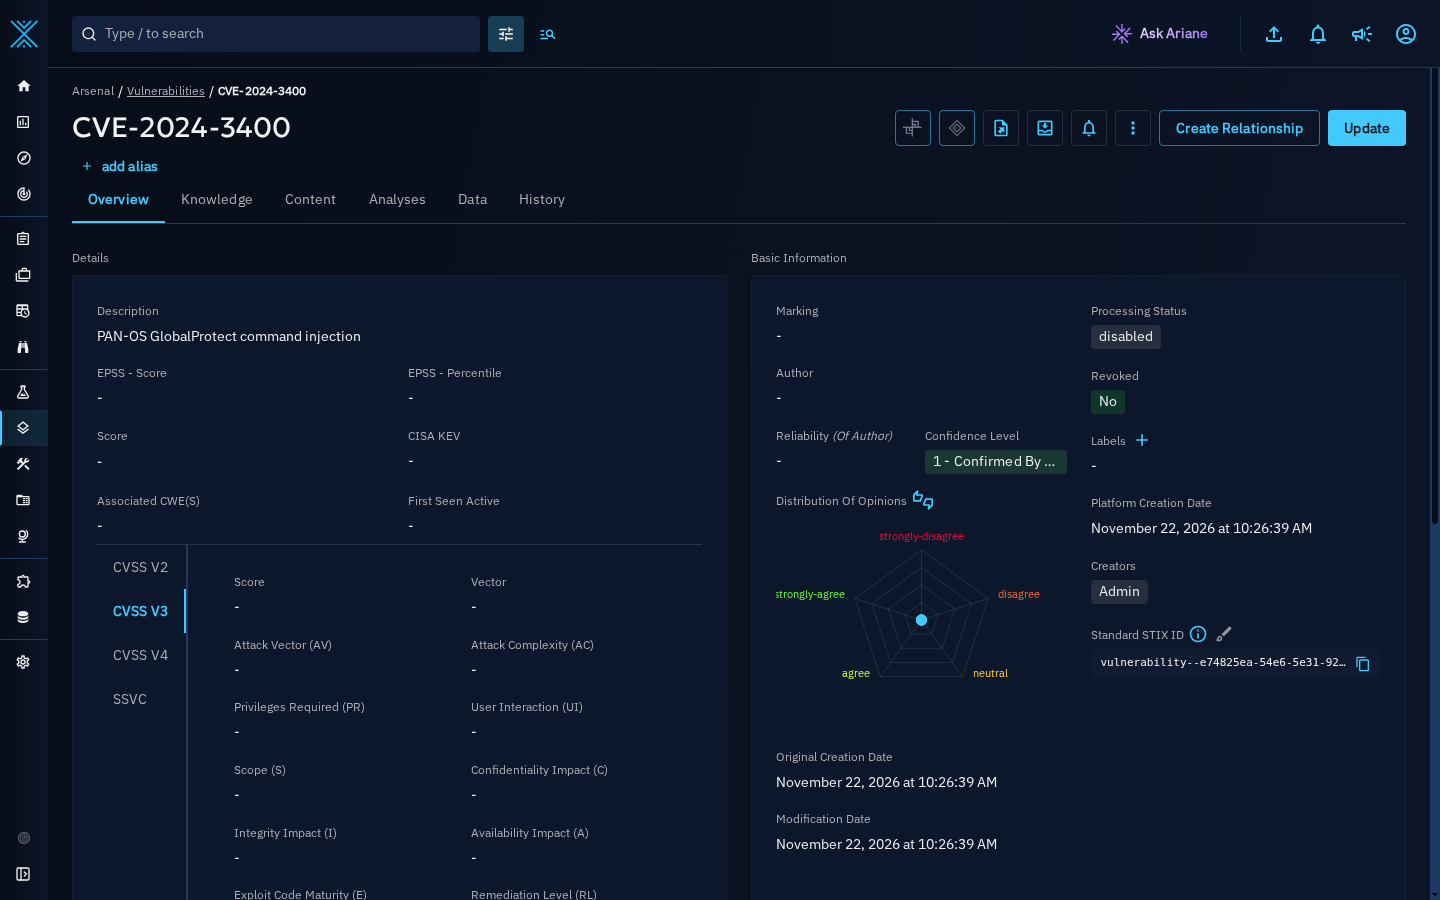 Type / to search
Ask Ariane
Arsenal / Vulnerabilities / CVE-2024-3400
CVE-2024-3400
Create Relationship
Update
+ add alias
Overview
Knowledge
Content
Analyses
Data
History
Details
Description
PAN-OS GlobalProtect command injection
EPSS - Score
EPSS - Percentile
-
-
Score
CISA KEV
-
-
Associated CWE(S)
First Seen Active
-
-
CVSS V2
CVSS V3
CVSS V4
SSVC
Score
Vector
-
-
Attack Vector (AV)
Attack Complexity (AC)
-
-
Privileges Required (PR)
User Interaction (UI)
-
-
Scope (S)
Confidentiality Impact (C)
-
-
Integrity Impact (I)
Availability Impact (A)
-
-
Exploit Code Maturity (E)
Remediation Level (RL)
Basic Information
Marking
-
Author
-
Reliability (Of Author)
-
Confidence Level
1 - Confirmed By ...
Distribution Of Opinions
strongly-disagree
strongly-agree
disagree
agree
neutral
Original Creation Date
November 22, 2026 at 10:26:39 AM
Modification Date
November 22, 2026 at 10:26:39 AM
Processing Status
disabled
Revoked
No
Labels
-
Platform Creation Date
November 22, 2026 at 10:26:39 AM
Creators
Admin
Standard STIX ID
vulnerability--e74825ea-54e6-5e31-92…